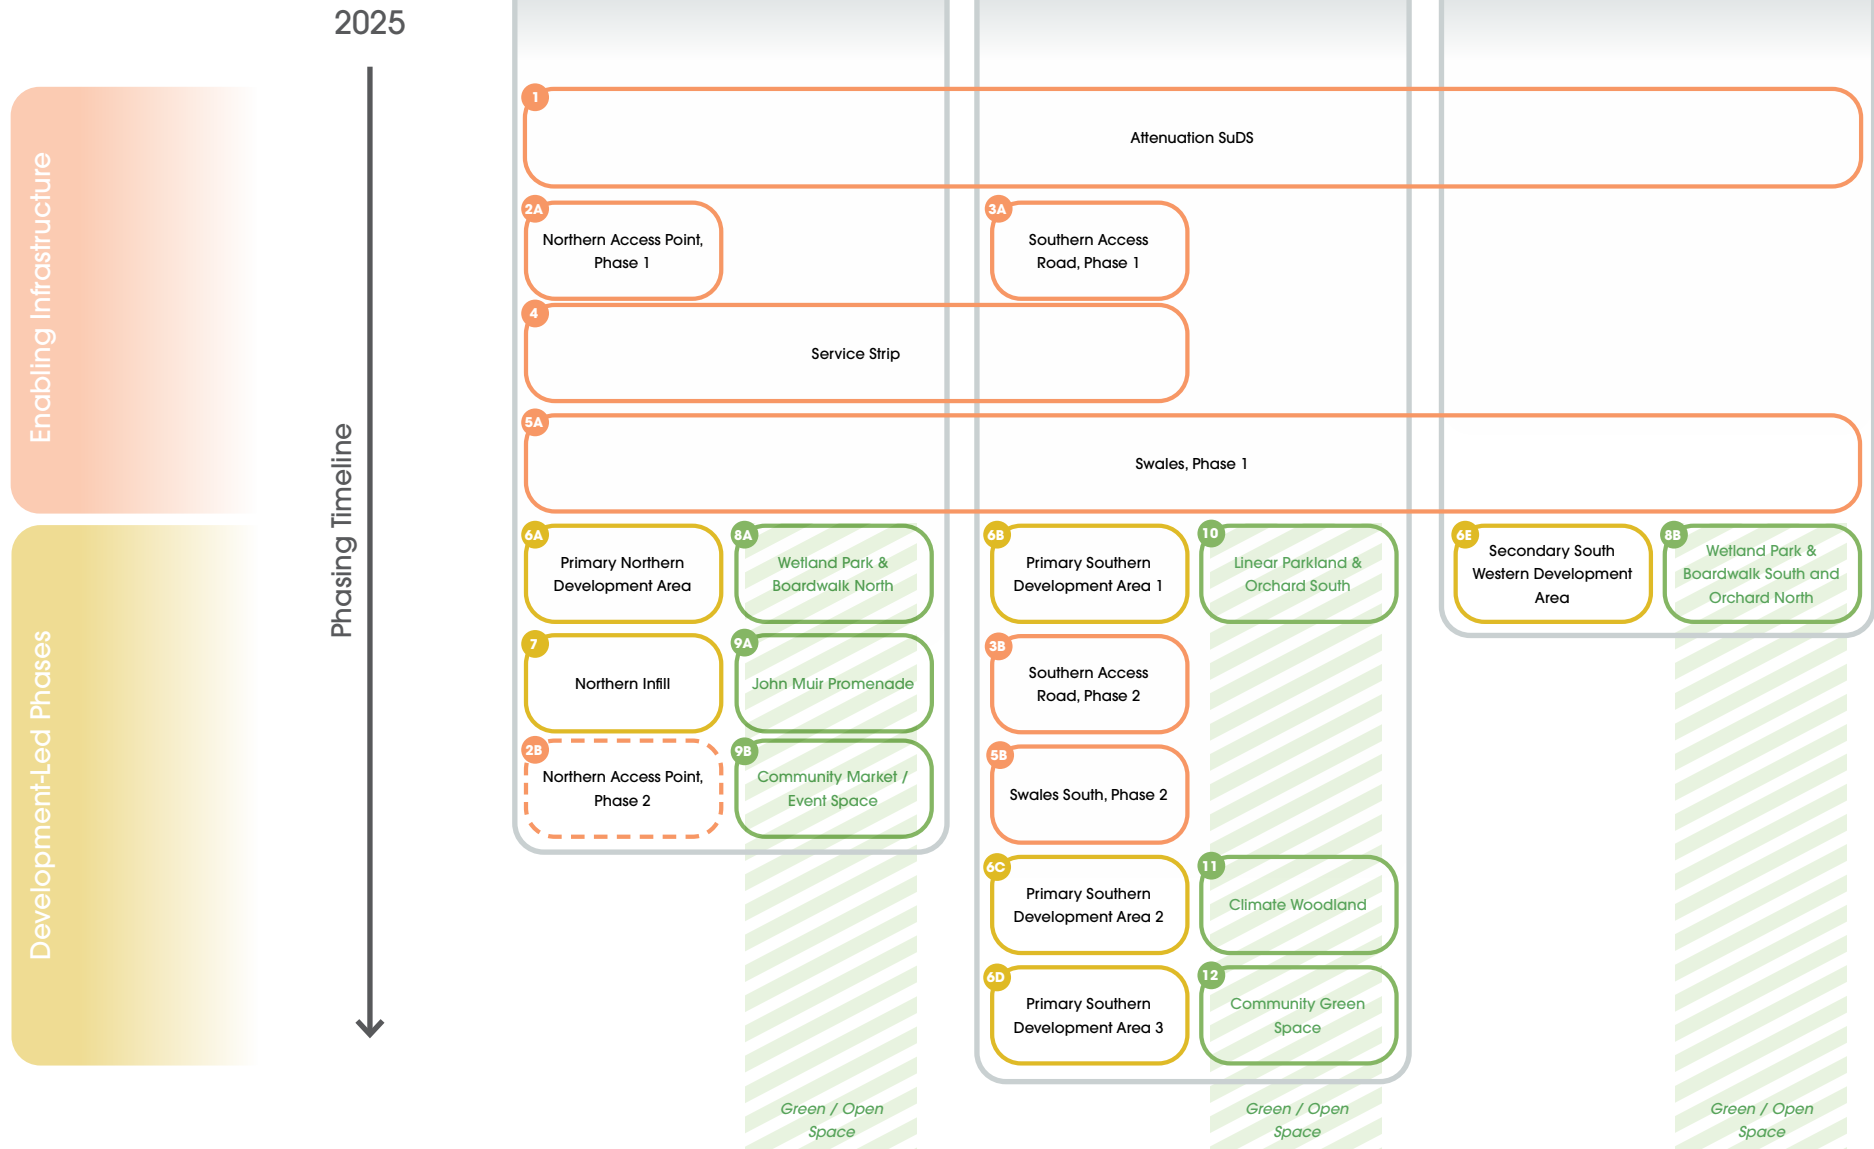 2025
Enabling Infrastructure
Development-Led Phases
Phasing Timeline
1
Attenuation SuDS
2A
Northern Access Point,
Phase 1
3A
Southern Access
Road, Phase 1
4
Service Strip
5A
Swales, Phase 1
6A
Primary Northern
Development Area
8A
Wetland Park &
Boardwalk North
6B
Primary Southern
Development Area 1
10
Linear Parkland &
Orchard South
6E
Secondary South
Western Development
Area
8B
Wetland Park &
Boardwalk South and
Orchard North
7
Northern Infill
9A
John Muir Promenade
3B
Southern Access
Road, Phase 2
2B
Northern Access Point,
Phase 2
9B
Community Market /
Event Space
5B
Swales South, Phase 2
6C
Primary Southern
Development Area 2
11
Climate Woodland
6D
Primary Southern
Development Area 3
12
Community Green
Space
Green / Open
Space
Green / Open
Space
Green / Open
Space